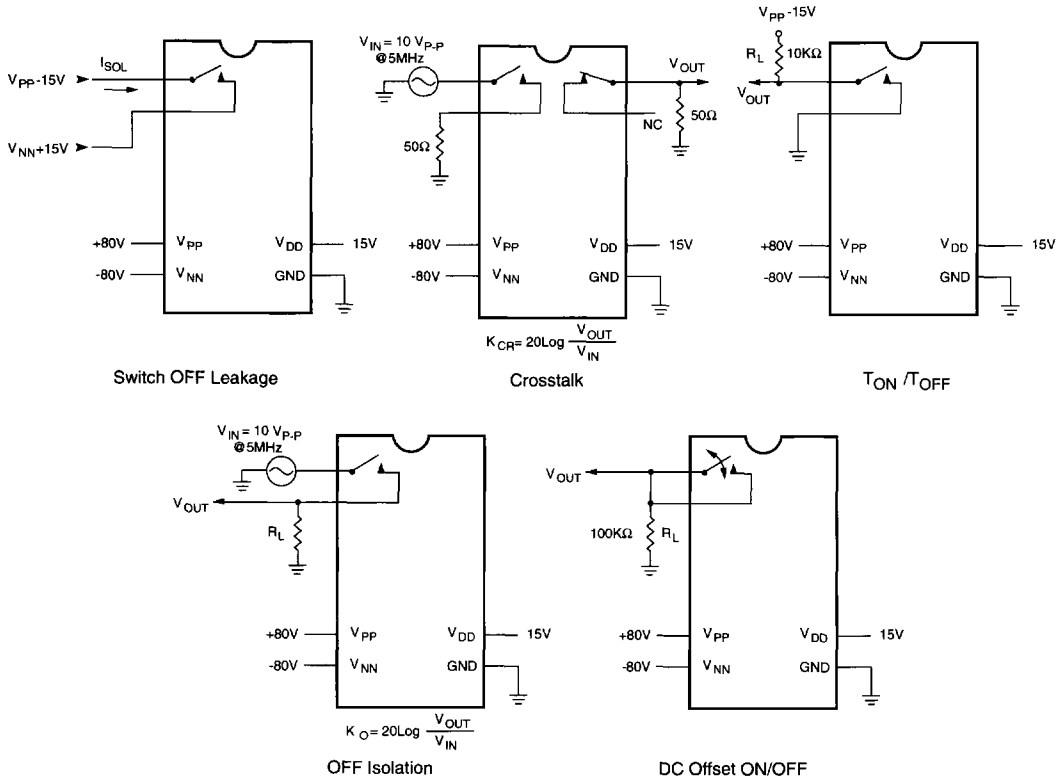 V_PP-15V
I_SOL
V_NN+15V
+80V
V_PP
V_DD
15V
-80V
V_NN
GND
Switch OFF Leakage
V_IN = 10 V_P-P
@5MHz
V_OUT
50Ω
NC
50Ω
+80V
V_PP
V_DD
15V
-80V
V_NN
GND
K_CR = 20Log V_OUT / V_IN
Crosstalk
V_PP-15V
R_L
10KΩ
V_OUT
+80V
V_PP
V_DD
15V
-80V
V_NN
GND
T_ON /T_OFF
V_IN = 10 V_P-P
@5MHz
V_OUT
R_L
+80V
V_PP
V_DD
15V
-80V
V_NN
GND
K_O = 20Log V_OUT / V_IN
OFF Isolation
V_OUT
100KΩ
R_L
+80V
V_PP
V_DD
15V
-80V
V_NN
GND
DC Offset ON/OFF